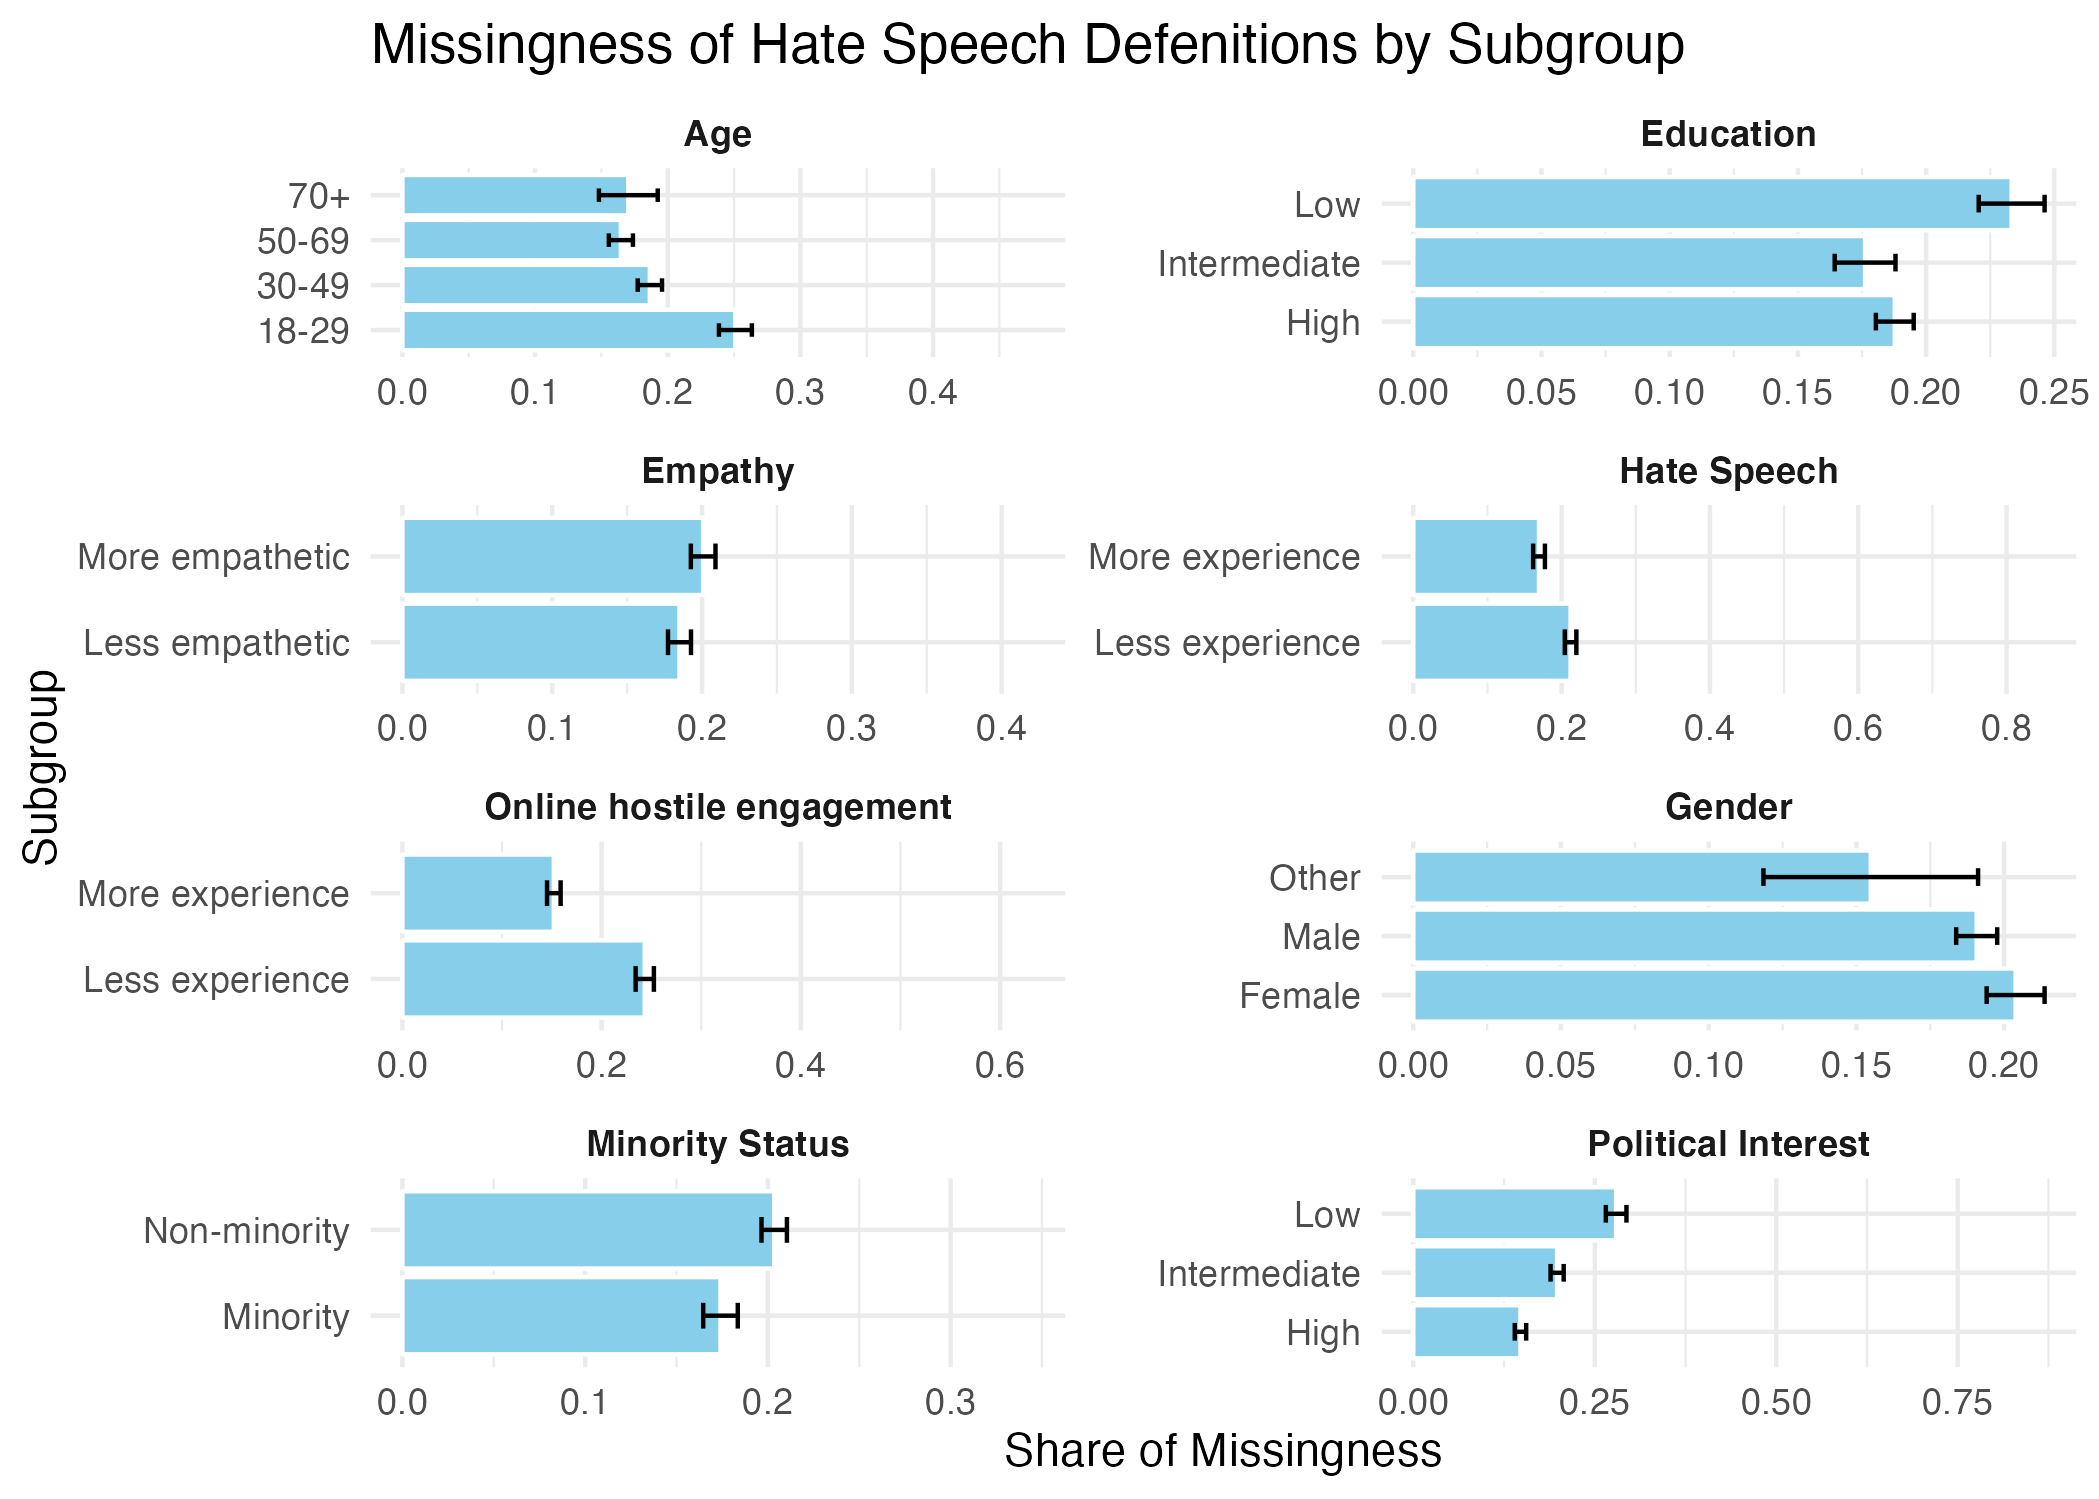 Missingness of Hate Speech Defenitions by Subgroup
Age
70+
50-69
30-49
18-29
0.0 0.1 0.2 0.3 0.4
Education
Low
Intermediate
High
0.00 0.05 0.10 0.15 0.20 0.25
Empathy
More empathetic
Less empathetic
0.0 0.1 0.2 0.3 0.4
Hate Speech
More experience
Less experience
0.0 0.2 0.4 0.6 0.8
Online hostile engagement
More experience
Less experience
0.0 0.2 0.4 0.6
Gender
Other
Male
Female
0.00 0.05 0.10 0.15 0.20
Minority Status
Non-minority
Minority
0.0 0.1 0.2 0.3
Political Interest
Low
Intermediate
High
0.00 0.25 0.50 0.75
Subgroup
Share of Missingness